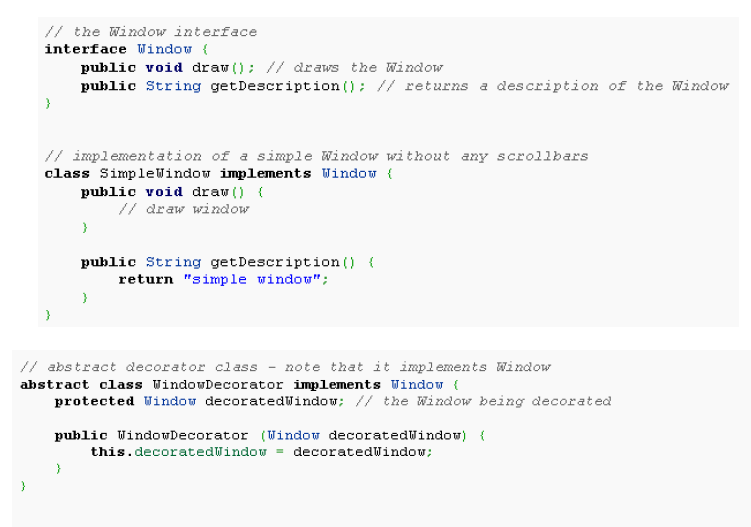 // the Window interface
interface Window {
    public void draw(); // draws the Window
    public String getDescription(); // returns a description of the Window
}
// implementation of a simple Window without any scrollbars
class SimpleWindow implements Window {
    public void draw() {
        // draw window
    }
    public String getDescription() {
        return "simple window";
    }
}
// abstract decorator class - note that it implements Window
abstract class WindowDecorator implements Window {
    protected Window decoratedWindow; // the Window being decorated
    public WindowDecorator (Window decoratedWindow) {
        this.decoratedWindow = decoratedWindow;
    }
}